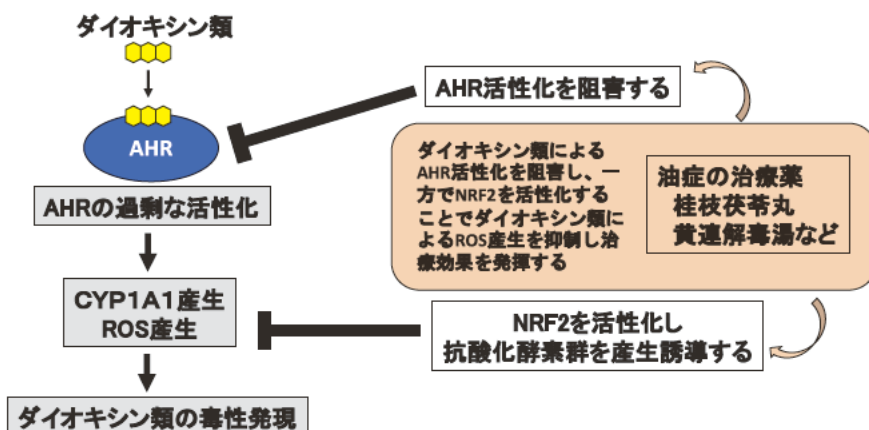 ダイオキシン類
AHR
AHRの過剰な活性化
CYP1A1産生
ROS産生
ダイオキシン類の毒性発現
AHR活性化を阻害する
ダイオキシン類による
AHR活性化を阻害し、一
方でNRF2を活性化する
ことでダイオキシン類に
よるROS産生を抑制し治
療効果を発揮する
油症の治療薬
桂枝茯苓丸
黄連解毒湯など
NRF2を活性化し
抗酸化酵素群を産生誘導する